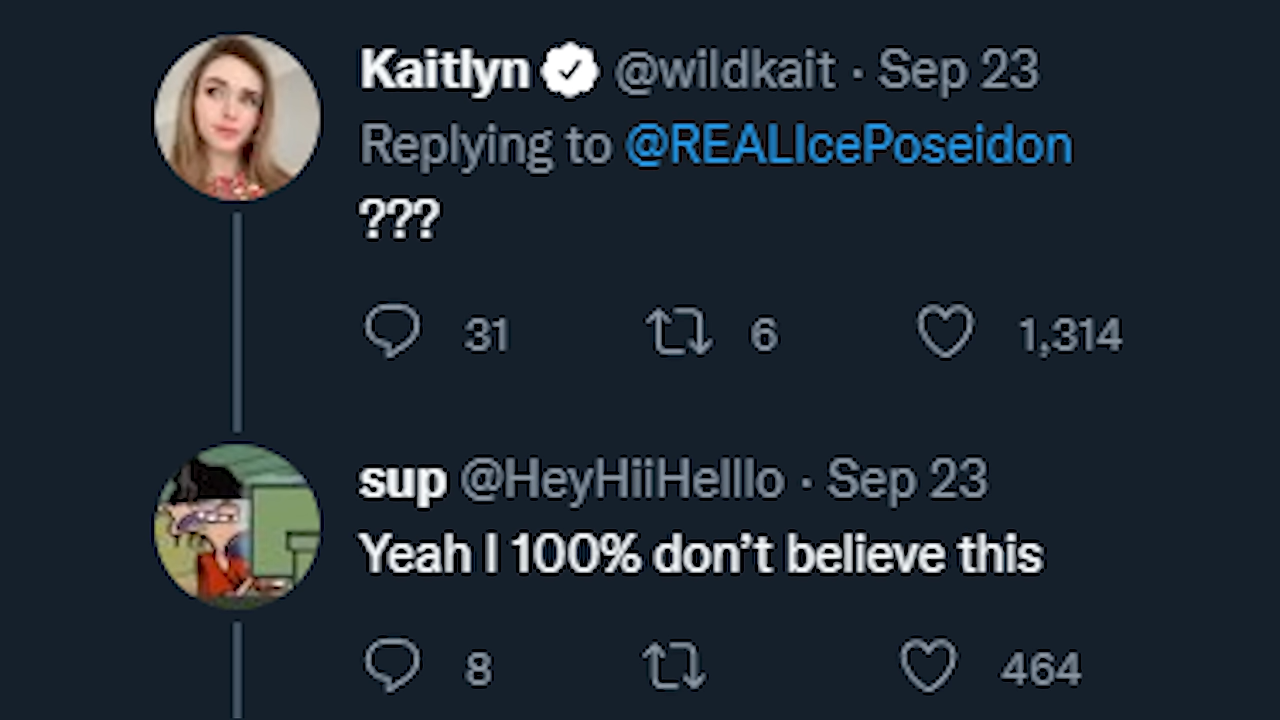 Kaitlyn @wildkait · Sep 23
Replying to @REALIcePoseidon
???
31 6 1,314
sup @HeyHiiHelllo · Sep 23
Yeah I 100% don’t believe this
8 464